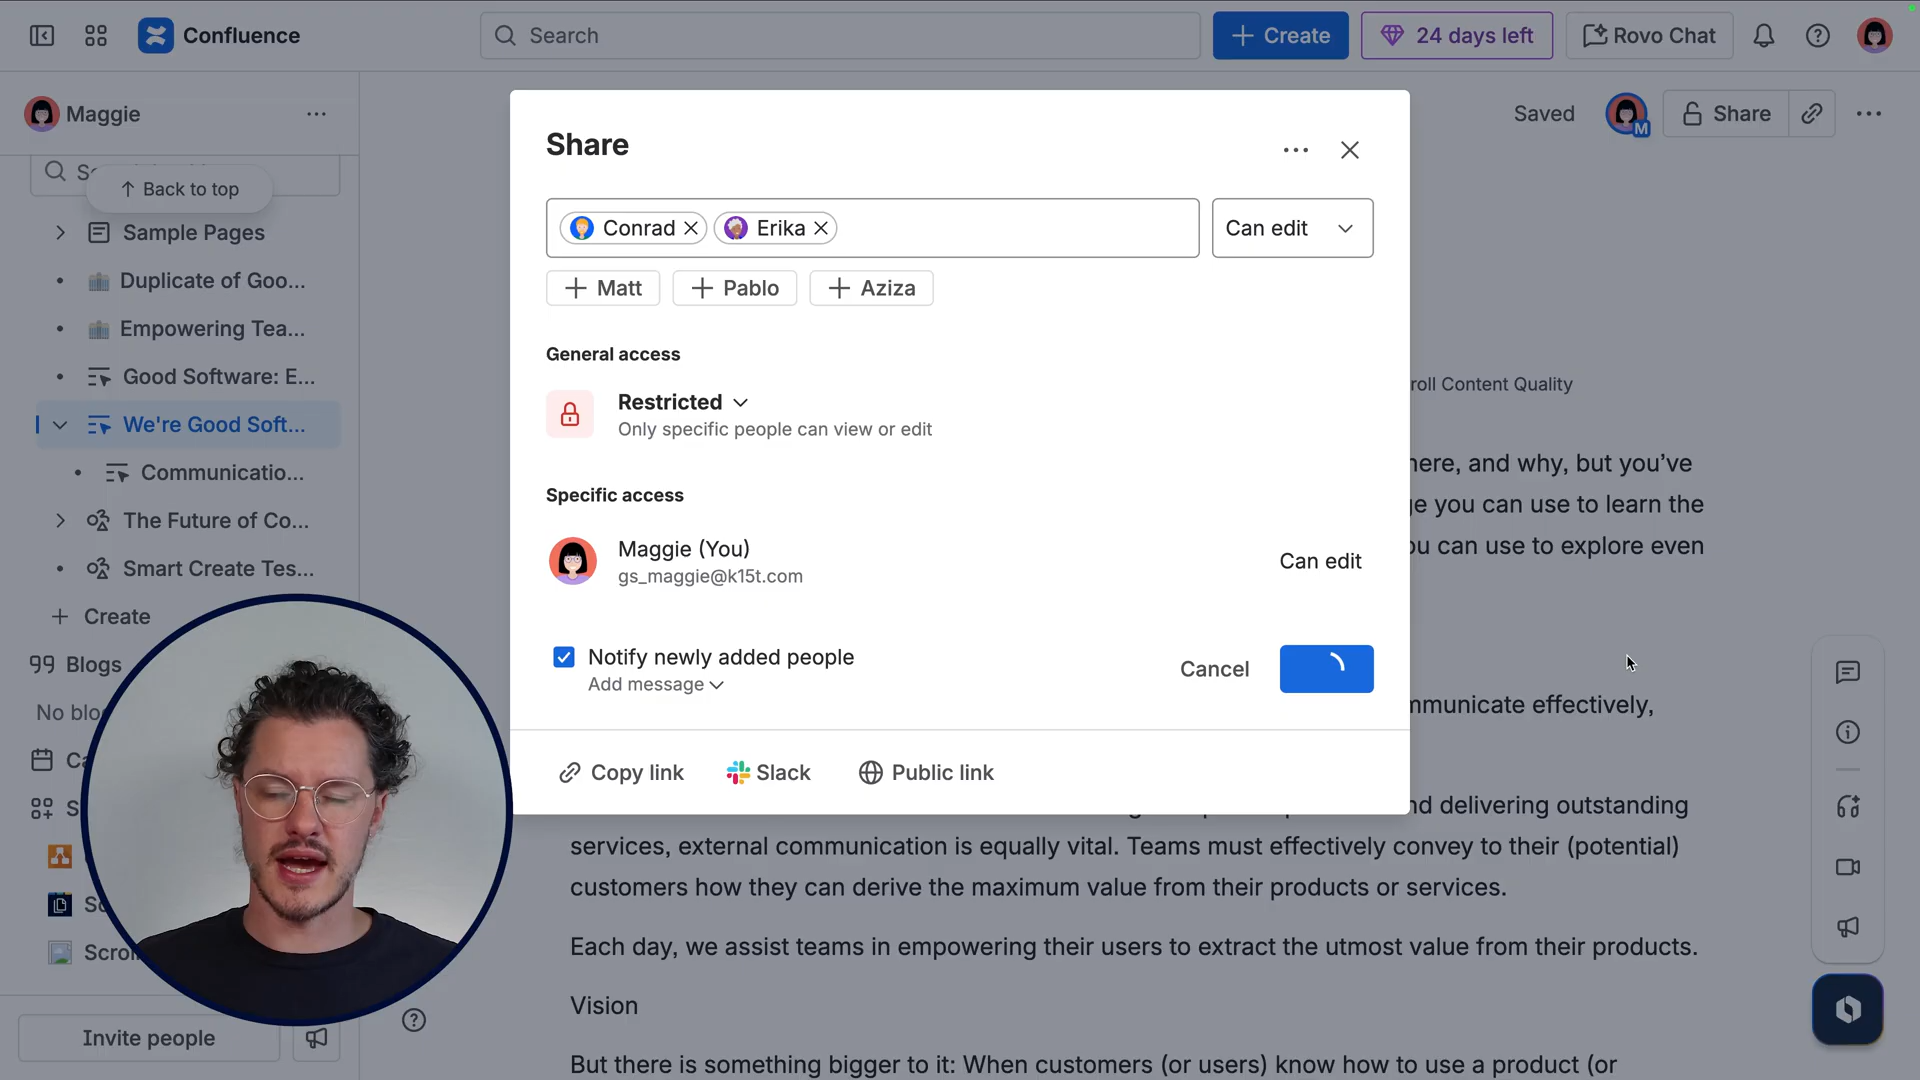 Confluence
Search
Create
24 days left
Rovo Chat
Maggie
Back to top
Sample Pages
Duplicate of Goo...
Empowering Tea...
Good Software: E...
We're Good Soft...
Communicatio...
The Future of Co...
Smart Create Tes...
Create
Blogs
Invite people
Saved
M
Share
Share
Conrad
Erika
Can edit
Matt
Pablo
Aziza
General access
Restricted
Only specific people can view or edit
Specific access
Maggie (You)
gs_maggie@k15t.com
Can edit
Notify newly added people
Add message
Cancel
Copy link
Slack
Public link
Content Quality
and why, but you've
you can use to learn the
can use to explore even
effectively,
delivering outstanding
services, external communication is equally vital. Teams must effectively convey to their (potential)
customers how they can derive the maximum value from their products or services.
Each day, we assist teams in empowering their users to extract the utmost value from their products.
Vision
But there is something bigger to it: When customers (or users) know how to use a product (or